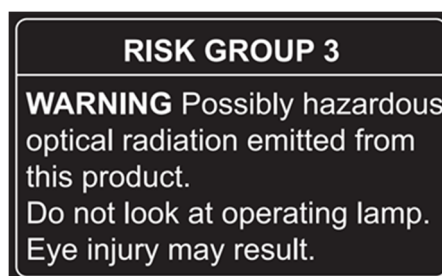 RISK GROUP 3
WARNING Possibly hazardous
optical radiation emitted from
this product.
Do not look at operating lamp.
Eye injury may result.